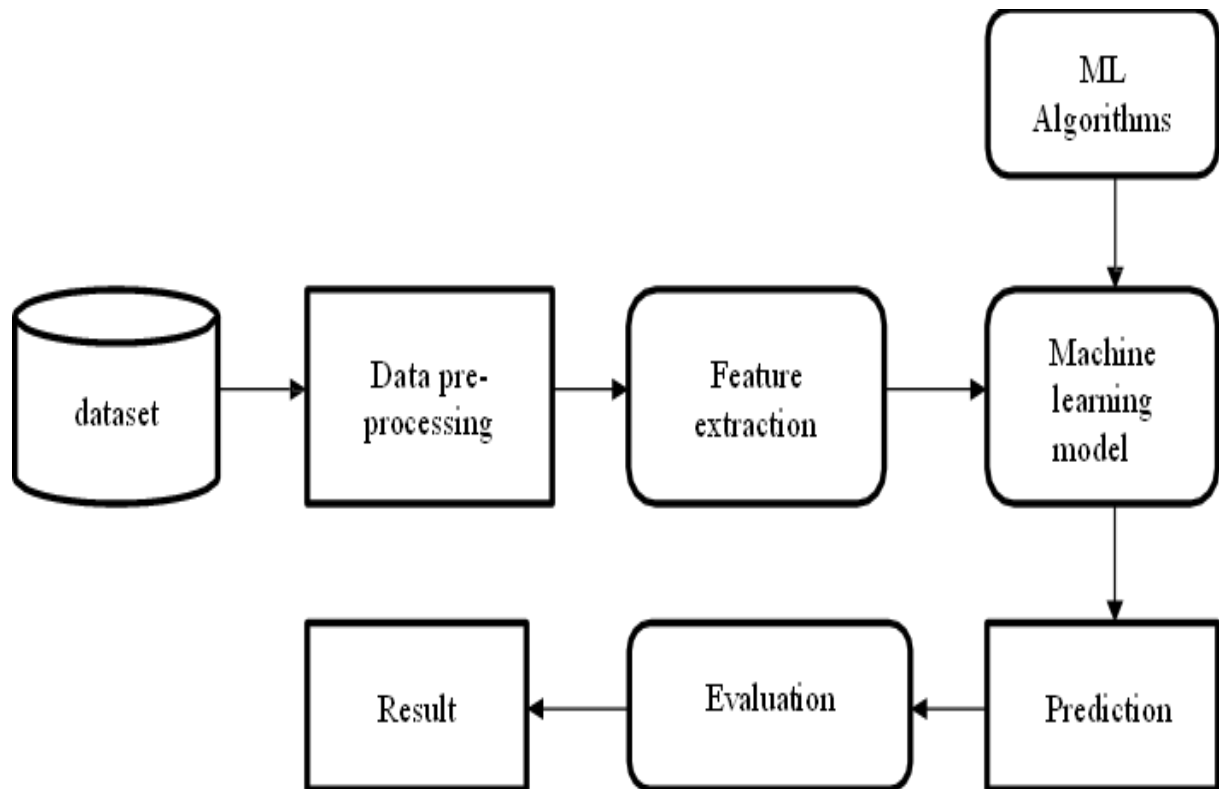 ML
Algorithms
dataset
Data pre-
processing
Feature
extraction
Machine
learning
model
Result
Evaluation
Prediction